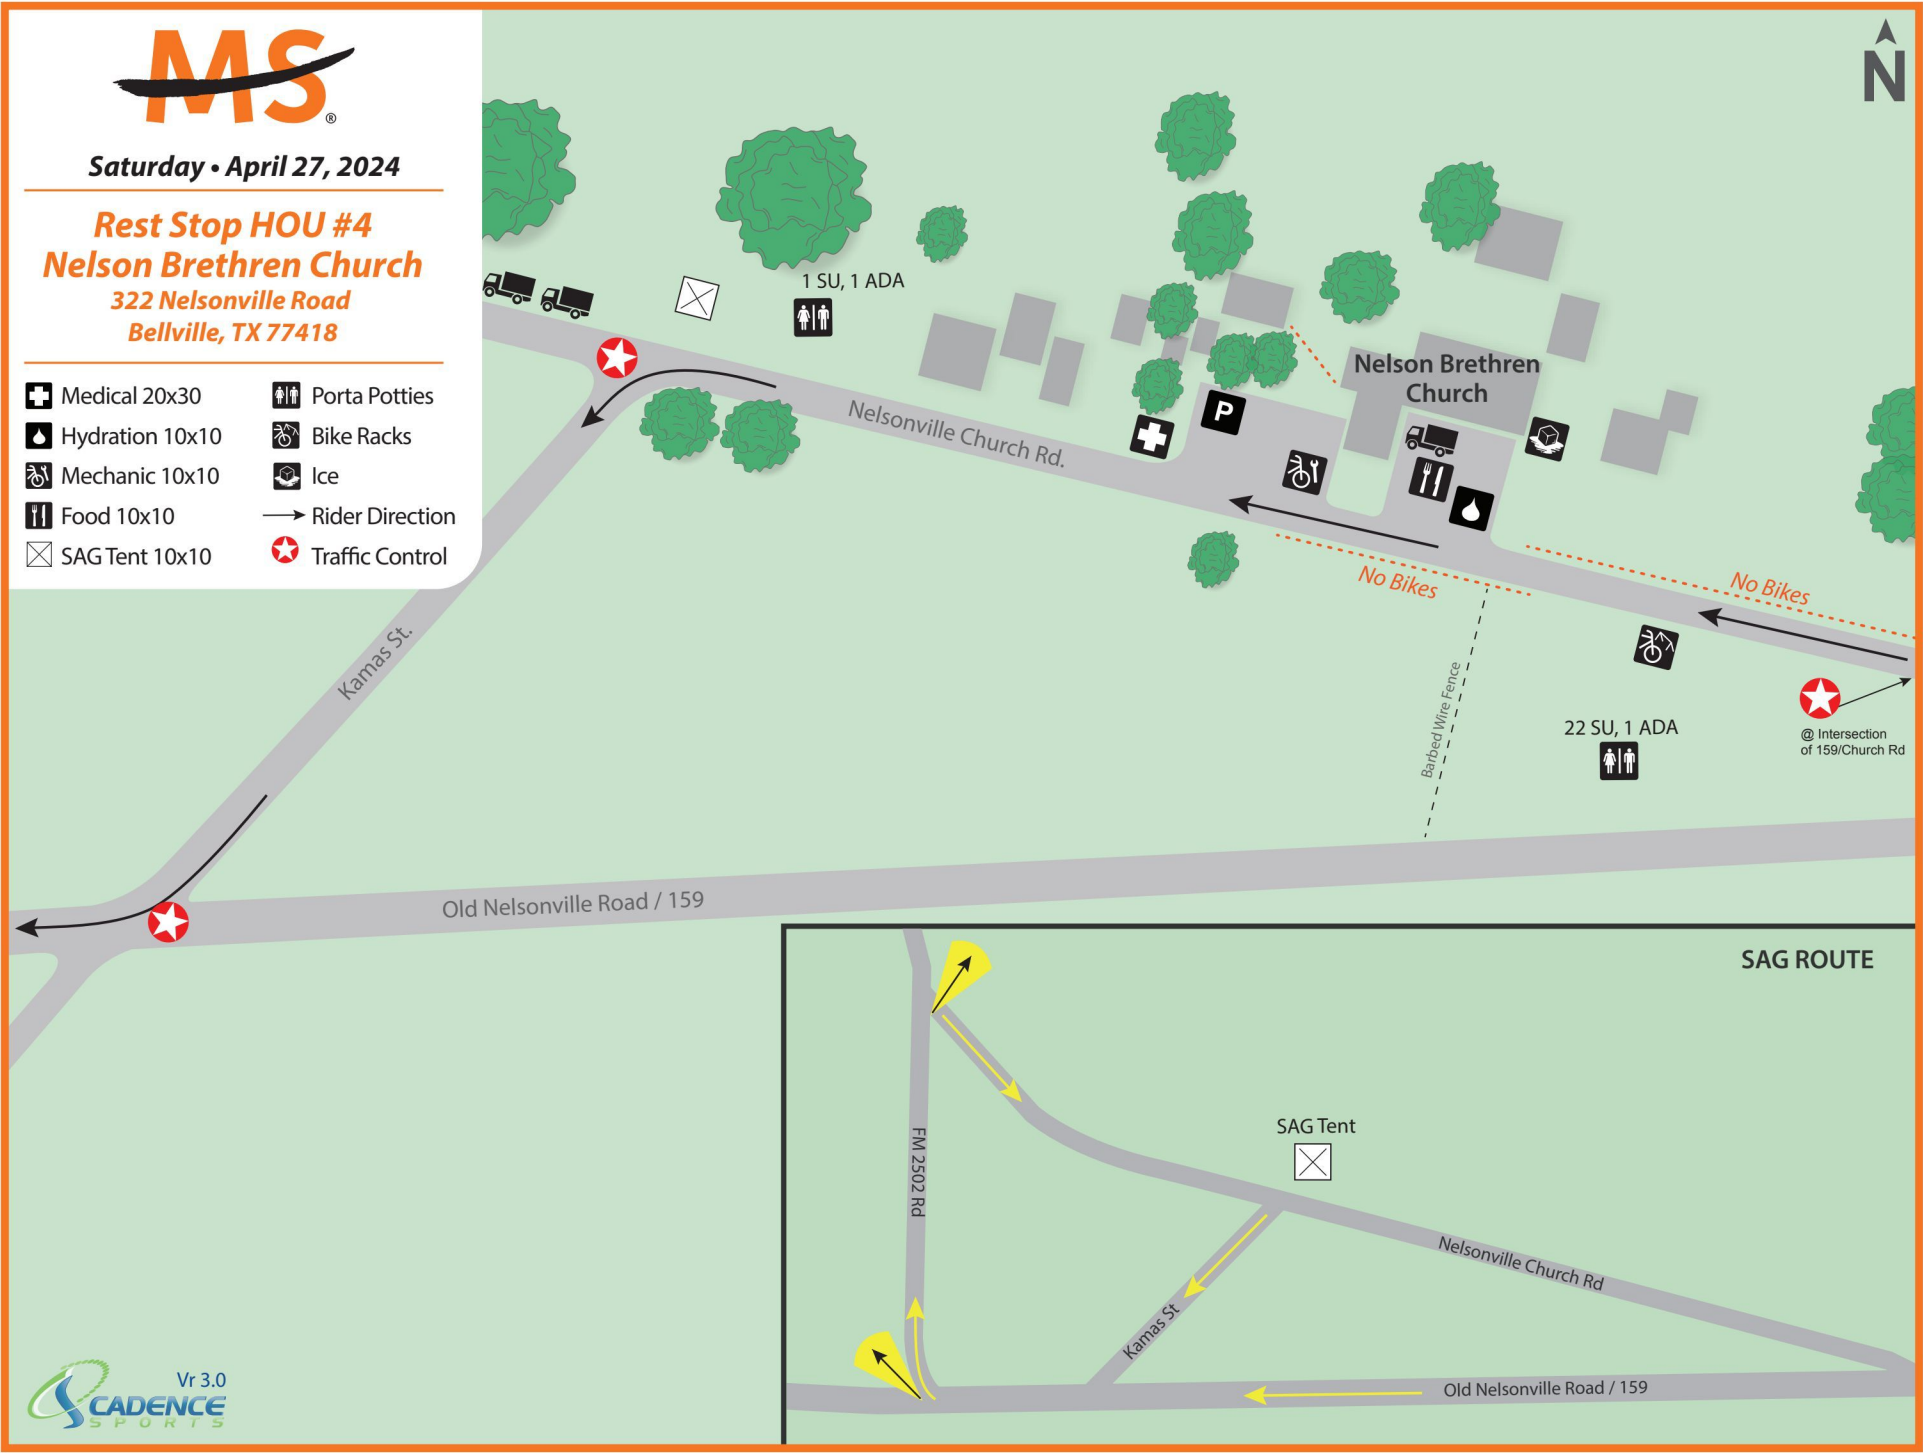 MS®
Saturday • April 27, 2024
Rest Stop HOU #4
Nelson Brethren Church
322 Nelsonville Road
Bellville, TX 77418
Medical 20x30
Hydration 10x10
Mechanic 10x10
Food 10x10
SAG Tent 10x10
Porta Potties
Bike Racks
Ice
Rider Direction
Traffic Control
N
1 SU, 1 ADA
Nelson Brethren
Church
P
Nelsonville Church Rd.
No Bikes
No Bikes
Kamas St.
Barbed Wire Fence
22 SU, 1 ADA
@ Intersection
of 159/Church Rd
Old Nelsonville Road / 159
SAG ROUTE
FM 2502 Rd
SAG Tent
Nelsonville Church Rd
Kamas St
Old Nelsonville Road / 159
Vr 3.0
CADENCE
SPORTS